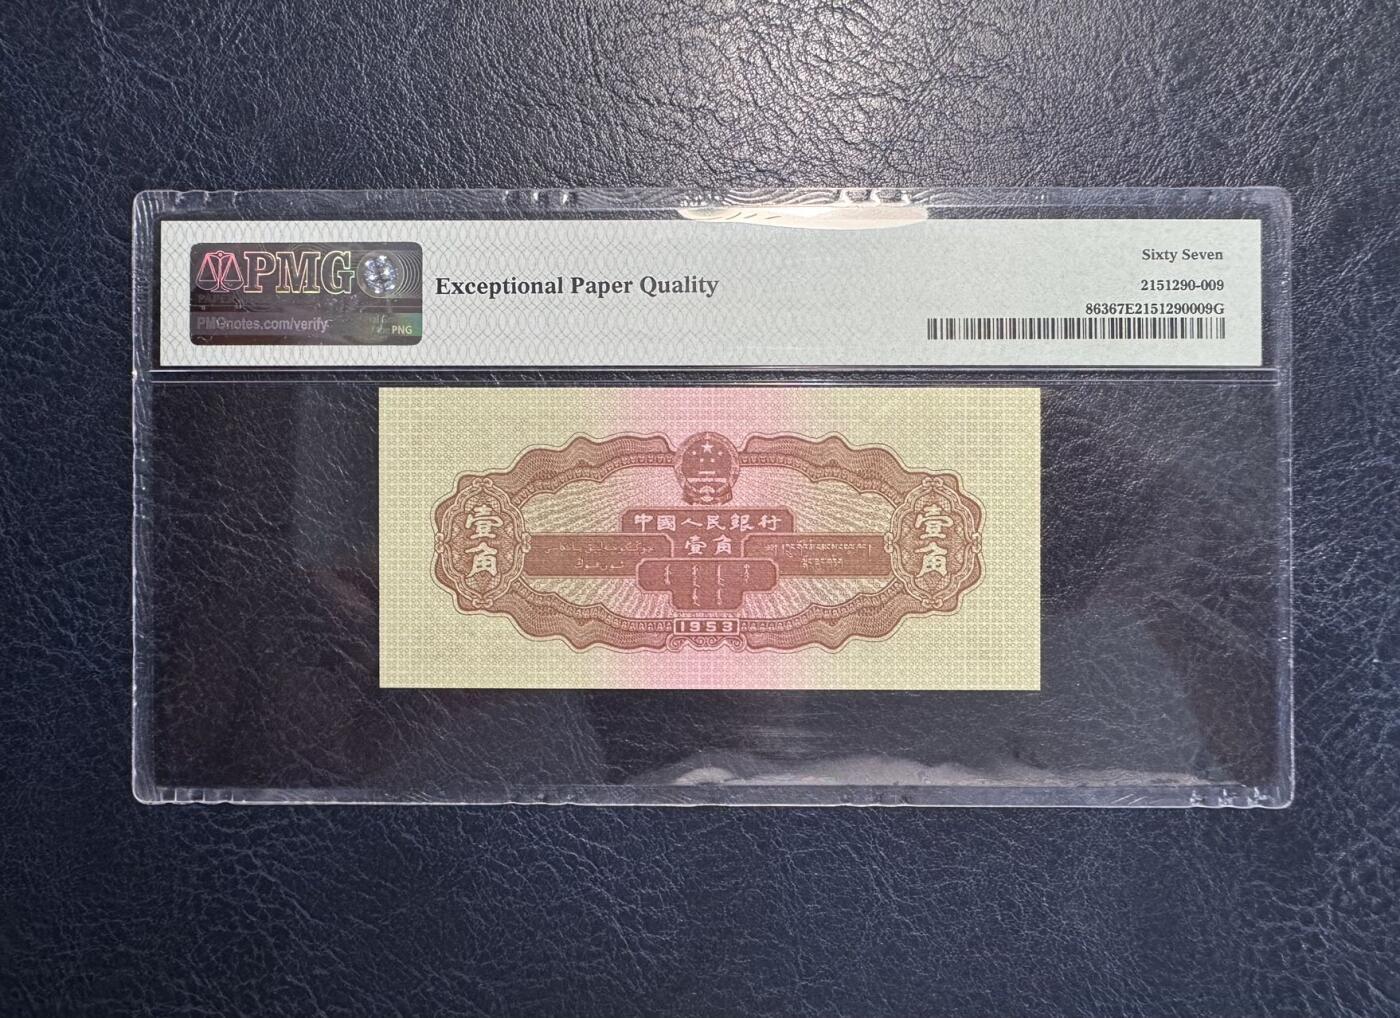 PMG
PMGnotes.com/verify
PNG
Exceptional Paper Quality
Sixty Seven
2151290-009
86367E2151290009G
中國人民銀行
壹角
壹角
壹角
1953